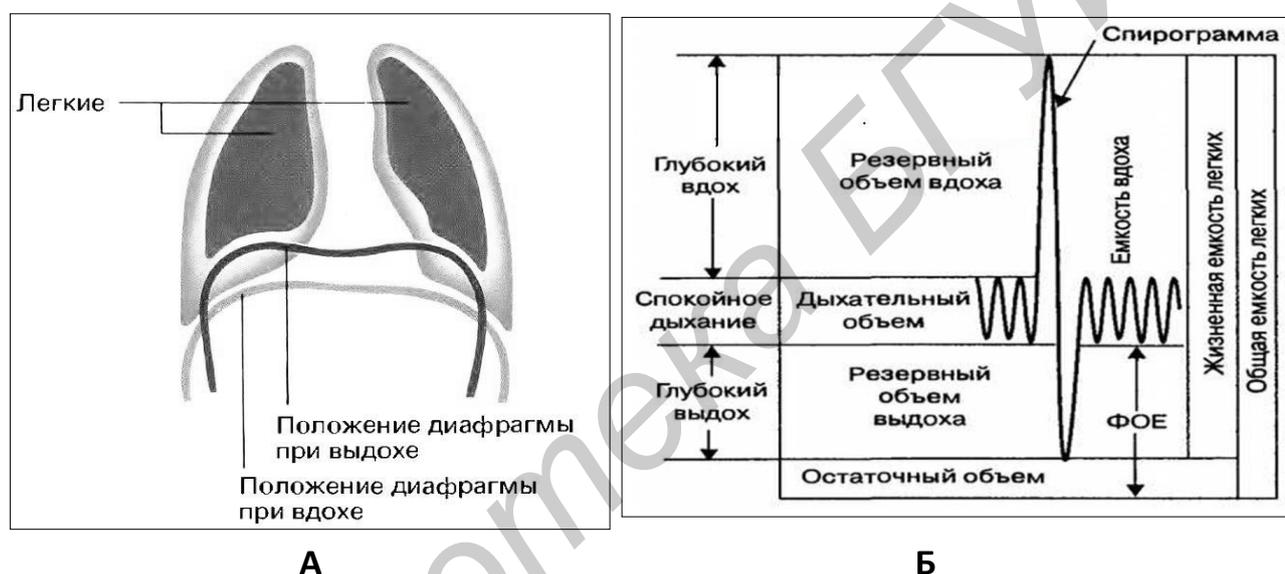 Легкие
Положение диафрагмы
при выдохе
Положение диафрагмы
при вдохе
А
Спирограмма
Глубокий
вдох
Резервный
объем вдоха
Емкость вдоха
Жизненная емкость легких
Общая емкость легких
Спокойное
дыхание
Дыхательный
объем
Глубокий
выдох
Резервный
объем
выдоха
ФОЕ
Остаточный объем
Б